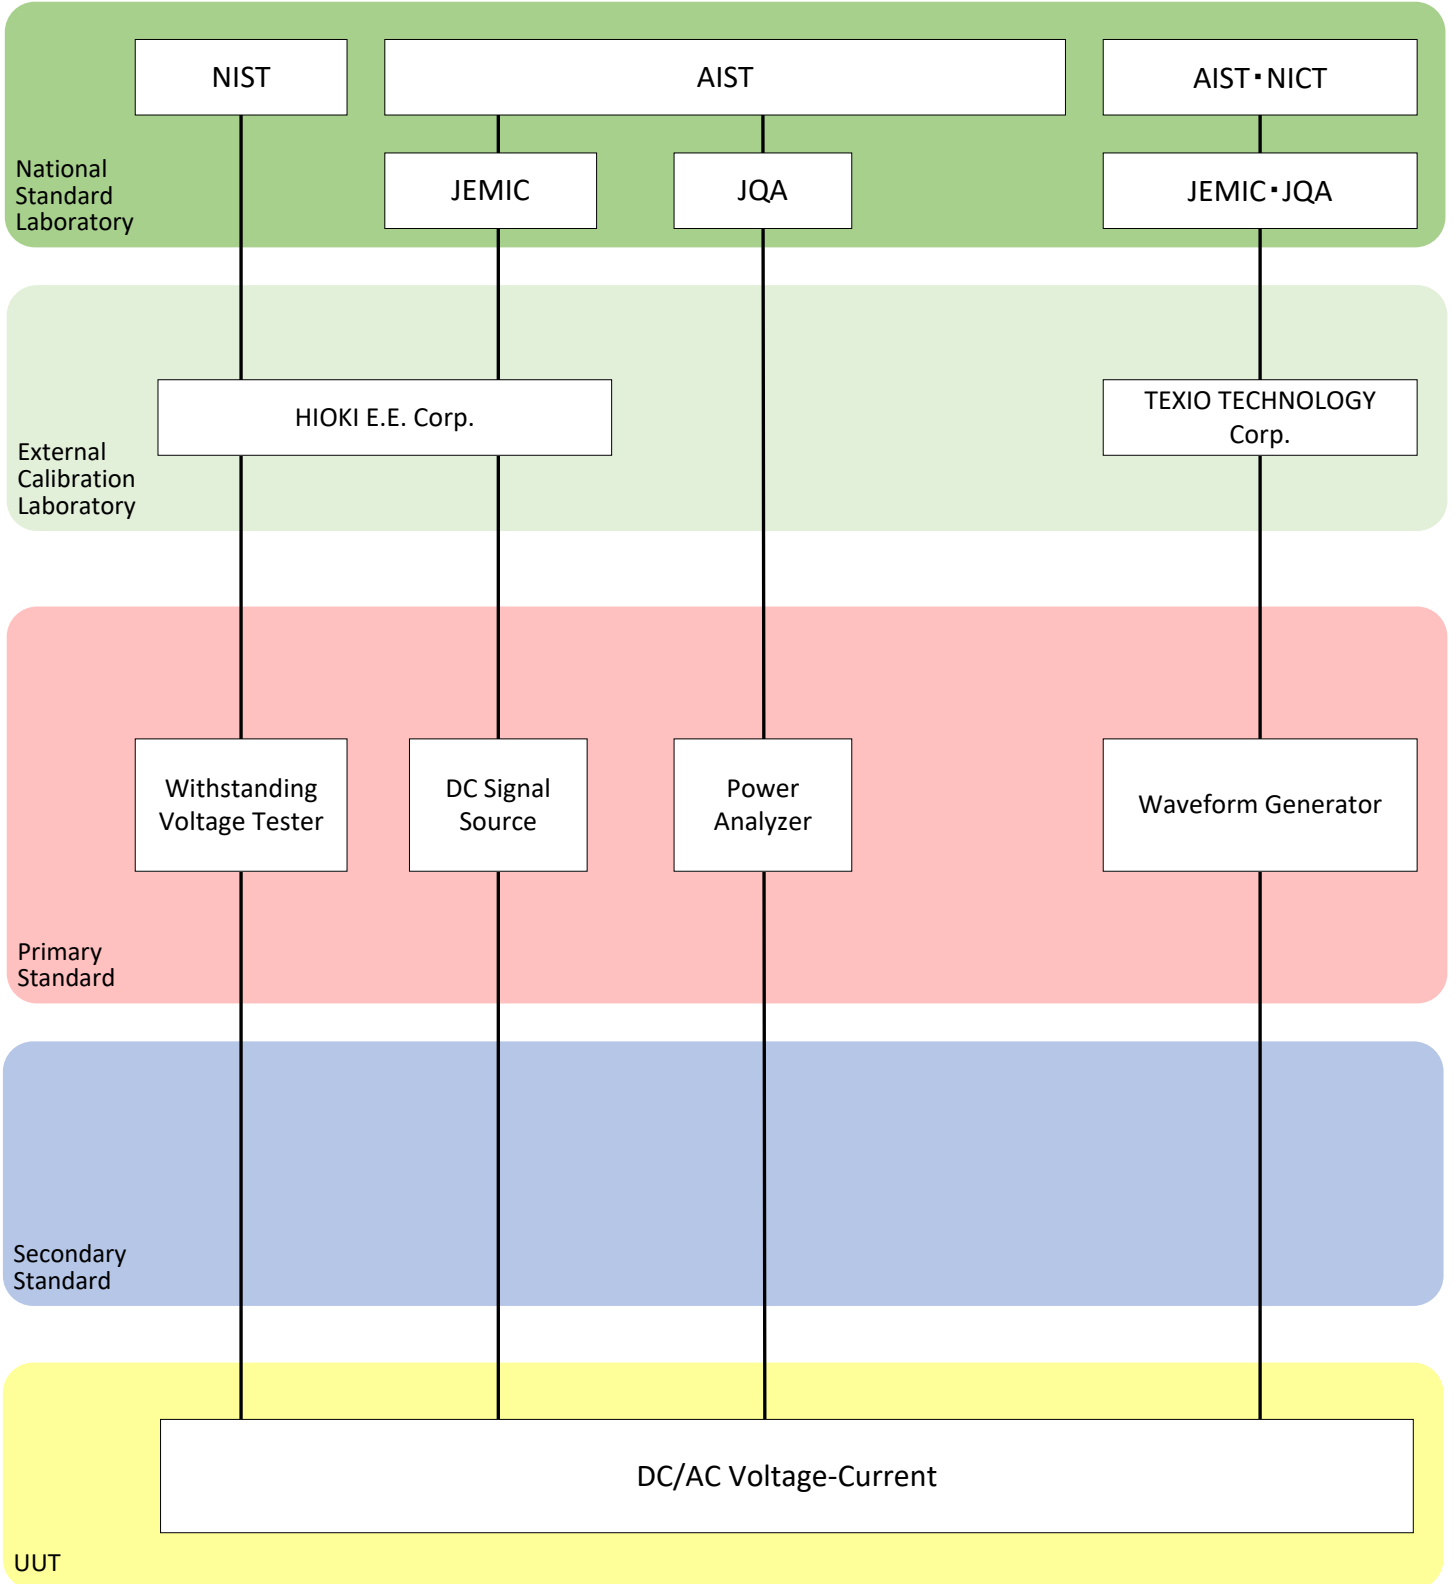 NIST
AIST
AIST・NICT
National
Standard
Laboratory
JEMIC
JQA
JEMIC・JQA
HIOKI E.E. Corp.
TEXIO TECHNOLOGY
Corp.
External
Calibration
Laboratory
Withstanding
Voltage Tester
DC Signal
Source
Power
Analyzer
Waveform Generator
Primary
Standard
Secondary
Standard
DC/AC Voltage-Current
UUT